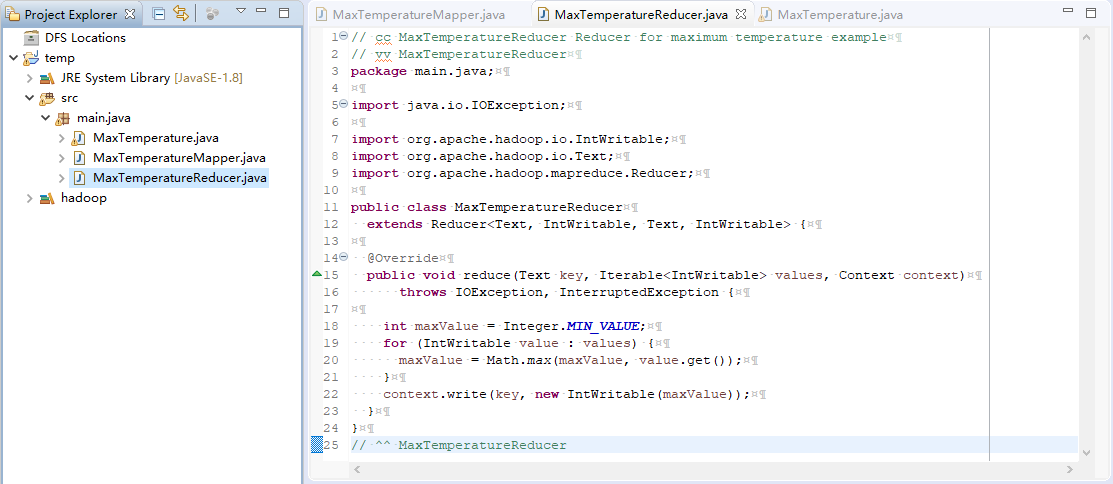 Project Explorer
DFS Locations
temp
JRE System Library [JavaSE-1.8]
src
main.java
MaxTemperature.java
MaxTemperatureMapper.java
MaxTemperatureReducer.java
hadoop
MaxTemperatureMapper.java MaxTemperatureReducer.java MaxTemperature.java
1 // cc MaxTemperatureReducer Reducer for maximum temperature example¤¶
2 // vv MaxTemperatureReducer¤¶
3 package main.java;¤¶
4 ¤¶
5 import java.io.IOException;¤¶
6 ¤¶
7 import org.apache.hadoop.io.IntWritable;¤¶
8 import org.apache.hadoop.io.Text;¤¶
9 import org.apache.hadoop.mapreduce.Reducer;¤¶
10 ¤¶
11 public class MaxTemperatureReducer¤¶
12   extends Reducer<Text, IntWritable, Text, IntWritable> {¤¶
13 ¤¶
14   @Override¤¶
15   public void reduce(Text key, Iterable<IntWritable> values, Context context)¤¶
16       throws IOException, InterruptedException {¤¶
17 ¤¶
18     int maxValue = Integer.MIN_VALUE;¤¶
19     for (IntWritable value : values) {¤¶
20       maxValue = Math.max(maxValue, value.get());¤¶
21     }¤¶
22     context.write(key, new IntWritable(maxValue));¤¶
23   }¤¶
24 }¤¶
25 // ^^ MaxTemperatureReducer